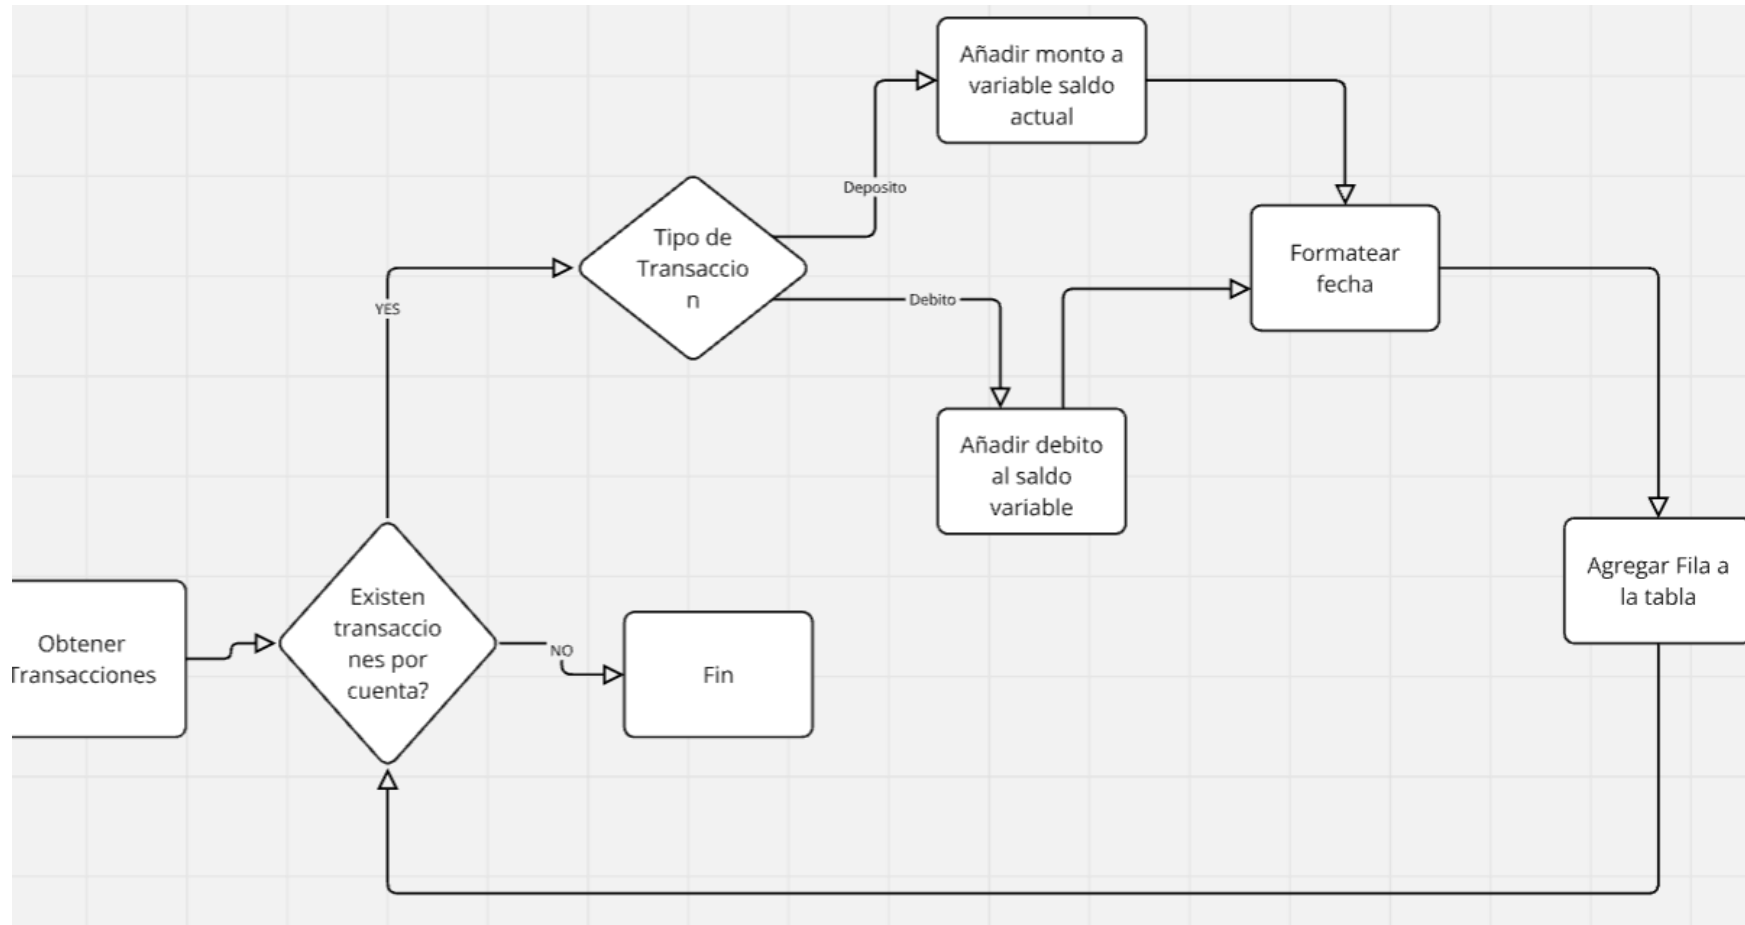 Añadir monto a
variable saldo
actual
Deposito
Tipo de
Transaccio
n
Formatear
fecha
YES
Debito
Añadir debito
al saldo
variable
Agregar Fila a
la tabla
Existen
transaccio
nes por
cuenta?
Obtener
Transacciones
NO
Fin